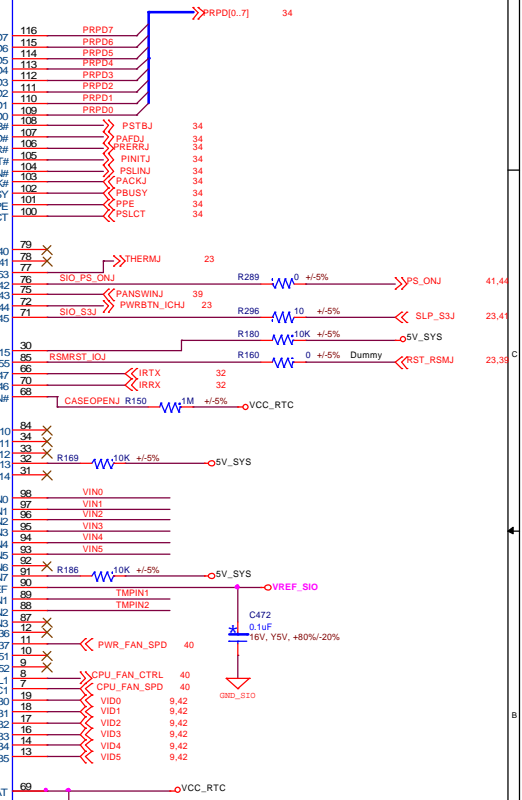 PRPD[0..7] 34
116 PRPD7
115 PRPD6
114 PRPD5
113 PRPD4
112 PRPD3
111 PRPD2
110 PRPD1
109 PRPD0
108 PSTBJ 34
107 PAFDJ 34
106 PRERRJ 34
105 PINITJ 34
104 PSLINJ 34
103 PACKJ 34
102 PBUSY 34
101 PPE 34
100 PSLCT 34
79
78
77 THERMJ 23
76 SIO_PS_ONJ R289 0 +/-5% PS_ONJ 41,44
75 PANSWINJ 39
72 PWRBTN_ICHJ 23
71 SIO_S3J R296 10 +/-5% SLP_S3J 23,41
R180 10K +/-5% 5V_SYS
30
85 RSMRST_IOJ R160 0 +/-5% Dummy RST_RSMJ 23,39
66 IRTX 32
70 IRRX 32
68 CASEOPENJ R150 1M +/-5% VCC_RTC
84
34
33
32 R169 10K +/-5% 5V_SYS
31
98 VIN0
97 VIN1
96 VIN2
95 VIN3
94 VIN4
93 VIN5
92
91 R186 10K +/-5% 5V_SYS
90 VREF_SIO
89 TMPIN1
88 TMPIN2
87
12
C472
0.1uF
16V, Y5V, +80%/-20%
GND_SIO
11 PWR_FAN_SPD 40
10
9
8 CPU_FAN_CTRL 40
7 CPU_FAN_SPD 40
19 VID0 9,42
18 VID1 9,42
17 VID2 9,42
16 VID3 9,42
14 VID4 9,42
13 VID5 9,42
69 VCC_RTC
C
B